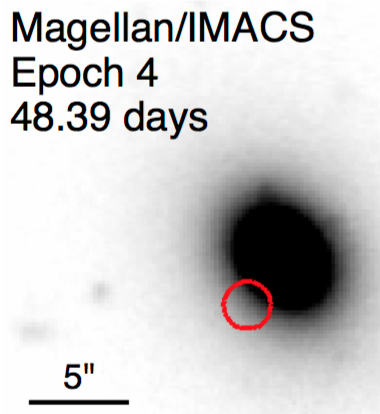 Magellan/IMACS
Epoch 4
48.39 days
5"